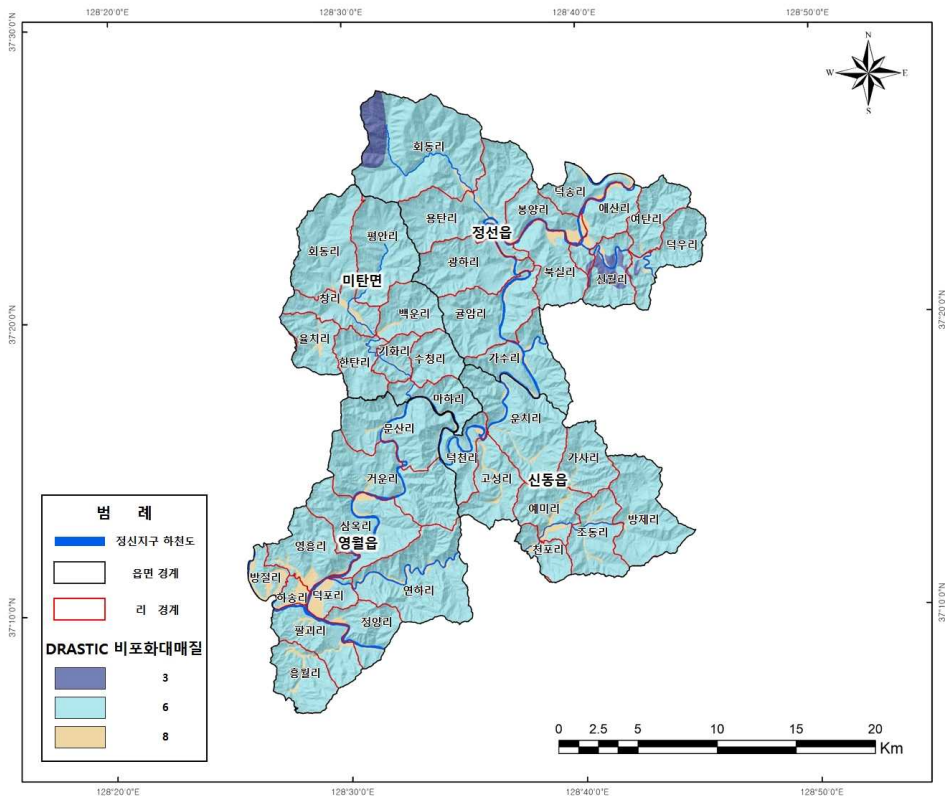 128°20'0"E 128°30'0"E 128°40'0"E 128°50'0"E
37°30'0"N
N
W E
S
회동리
덕송리
봉양리 애산리
용탄리 여탄리
정선읍
평안리 덕우리
회동리
광하리 북실리
신월리
미탄면
창리
백운리 귤암리
37°20'0"N 37°20'0"N
율치리
기화리
한탄리 수청리 가수리
마하리
운치리
문산리
덕천리 가사리
거운리 고성리 신동읍
예미리
방제리
삼옥리 조동리
영흥리 영월읍
천포리
방절리
연하리
하송리 덕포리
37°10'0"N 37°10'0"N
정양리
팔괴리
흥월리
범 례
정선지구 하천도
읍면 경계
리 경계
DRASTIC 비포화대매질
3
6
8
0 2.5 5 10 15 20
Km
128°20'0"E 128°30'0"E 128°40'0"E 128°50'0"E